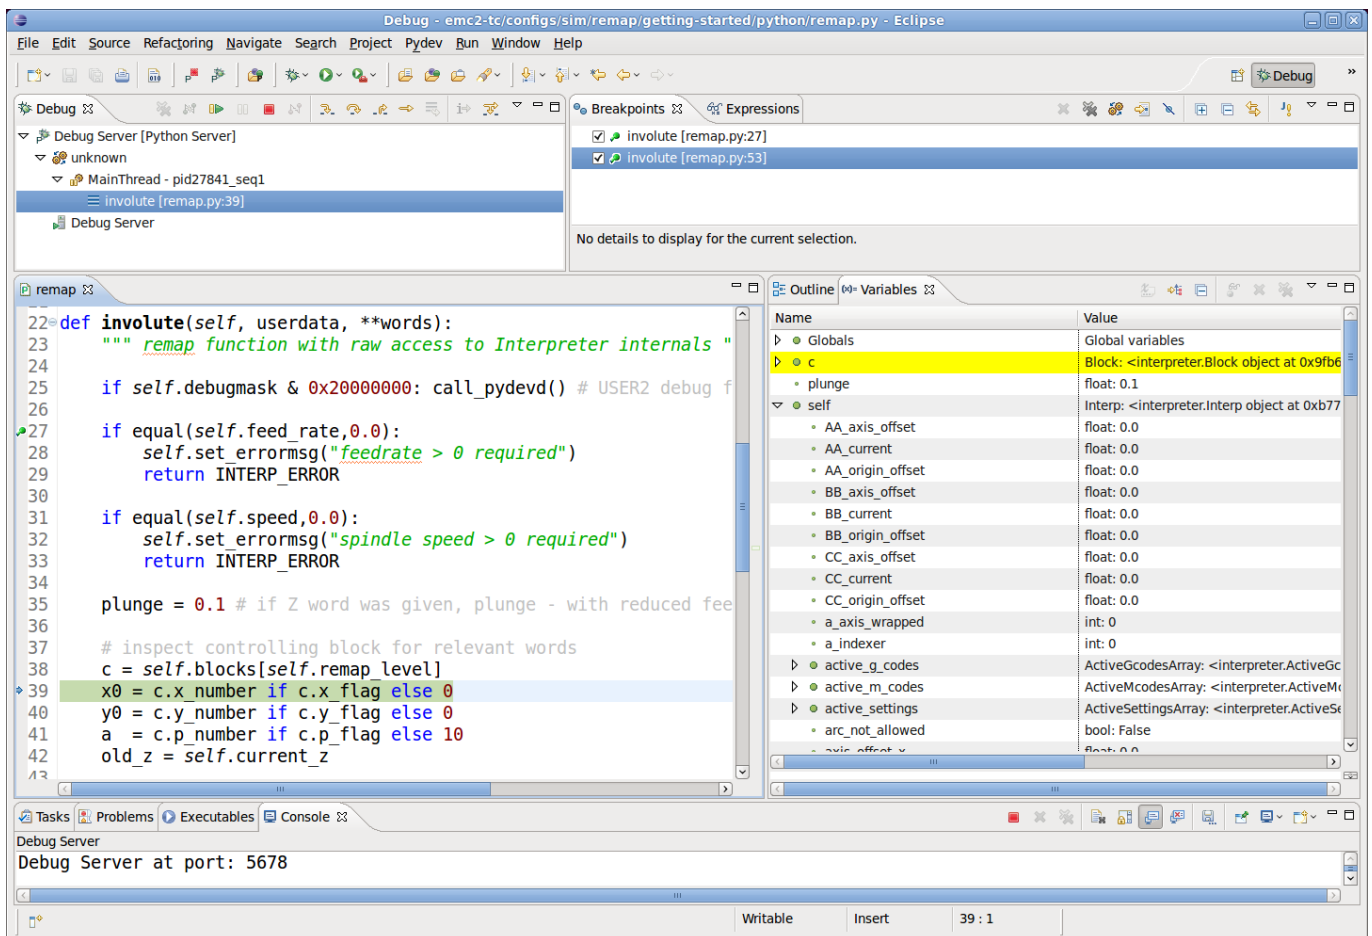 Debug - emc2-tc/configs/sim/remap/getting-started/python/remap.py - Eclipse
File Edit Source Refactoring Navigate Search Project Pydev Run Window Help
Debug
»
Debug
Debug Server [Python Server]
unknown
MainThread - pid27841_seq1
involute [remap.py:39]
Debug Server
Breakpoints Expressions
involute [remap.py:27]
involute [remap.py:53]
No details to display for the current selection.
remap
22 def involute(self, userdata, **words):
23 """ remap function with raw access to Interpreter internals "
24
25 if self.debugmask & 0x20000000: call_pydevd() # USER2 debug f
26
27 if equal(self.feed_rate,0.0):
28 self.set_errormsg("feedrate > 0 required")
29 return INTERP_ERROR
30
31 if equal(self.speed,0.0):
32 self.set_errormsg("spindle speed > 0 required")
33 return INTERP_ERROR
34
35 plunge = 0.1 # if Z word was given, plunge - with reduced fee
36
37 # inspect controlling block for relevant words
38 c = self.blocks[self.remap_level]
39 x0 = c.x_number if c.x_flag else 0
40 y0 = c.y_number if c.y_flag else 0
41 a = c.p_number if c.p_flag else 10
42 old_z = self.current_z
43
Outline Variables
Name Value
Globals Global variables
c Block: <interpreter.Block object at 0x9fb6
plunge float: 0.1
self Interp: <interpreter.Interp object at 0xb77
AA_axis_offset float: 0.0
AA_current float: 0.0
AA_origin_offset float: 0.0
BB_axis_offset float: 0.0
BB_current float: 0.0
BB_origin_offset float: 0.0
CC_axis_offset float: 0.0
CC_current float: 0.0
CC_origin_offset float: 0.0
a_axis_wrapped int: 0
a_indexer int: 0
active_g_codes ActiveGcodesArray: <interpreter.ActiveGc
active_m_codes ActiveMcodesArray: <interpreter.ActiveMc
active_settings ActiveSettingsArray: <interpreter.ActiveSe
arc_not_allowed bool: False
axis_offset_x float: 0.0
Tasks Problems Executables Console
Debug Server
Debug Server at port: 5678
Writable Insert 39 : 1